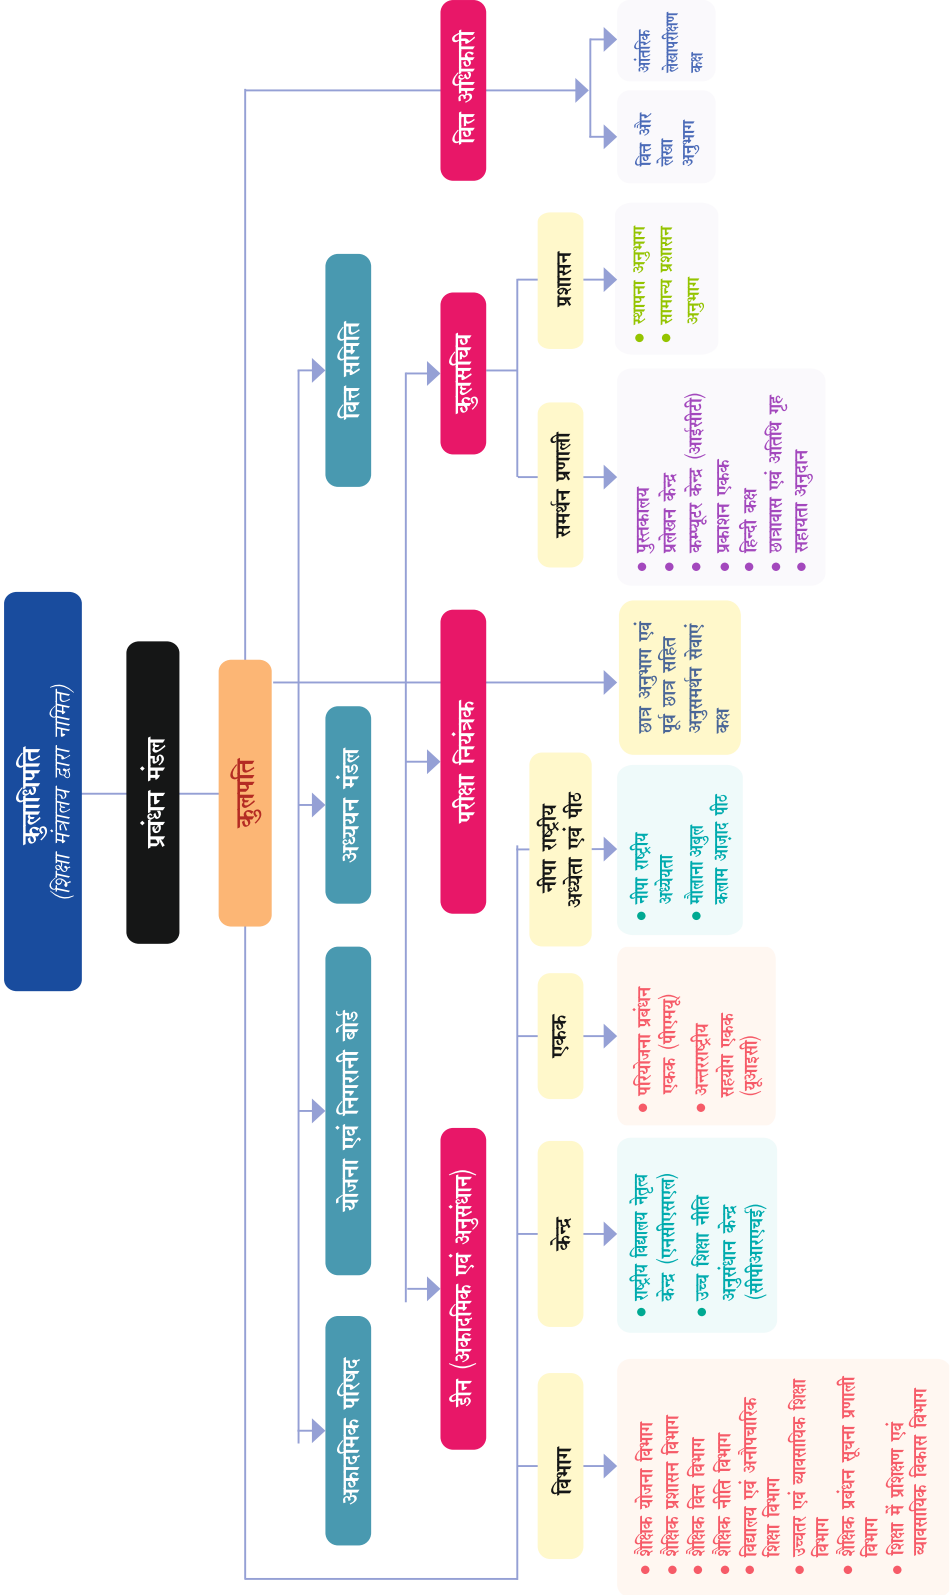 कुलाधिपति
(शिक्षा मंत्रालय द्वारा नामित)
प्रबंधन मंडल
कुलपति
अकादमिक परिषद
योजना एवं निगरानी बोर्ड
अध्ययन मंडल
वित्त समिति
डीन (अकादमिक एवं अनुसंधान)
परीक्षा नियंत्रक
कुलसचिव
वित्त अधिकारी
विभाग
केन्द्र
एकक
नीपा राष्ट्रीय
अध्येता एवं पीठ
समर्थन प्रणाली
प्रशासन
● शैक्षिक योजना विभाग
● शैक्षिक प्रशासन विभाग
● शैक्षिक वित्त विभाग
● शैक्षिक नीति विभाग
● विद्यालय एवं अनौपचारिक
शिक्षा विभाग
● उच्चतर एवं व्यावसायिक शिक्षा
विभाग
● शैक्षिक प्रबंधन सूचना प्रणाली
विभाग
● शिक्षा में प्रशिक्षण एवं
व्यावसायिक विकास विभाग
● राष्ट्रीय विद्यालय नेतृत्व
केन्द्र (एनसीएसएल)
● उच्च शिक्षा नीति
अनुसंधान केन्द्र
(सीपीआरएचई)
● परियोजना प्रबंधन
एकक (पीएमयू)
● अन्तरराष्ट्रीय
सहयोग एकक
(यूआइसी)
● नीपा राष्ट्रीय
अध्येयता
● मौलाना अबुल
कलाम आज़ाद पीठ
छात्र अनुभाग एवं
पूर्व छात्र सहित
अनुसमर्थन सेवाएं
कक्ष
● पुस्तकालय
● प्रलेखन केन्द्र
● कम्प्यूटर केन्द्र (आईसीटी)
● प्रकाशन एकक
● हिन्दी कक्ष
● छात्रावास एवं अतिथि गृह
● सहायता अनुदान
● स्थापना अनुभाग
● सामान्य प्रशासन
अनुभाग
वित्त और
लेखा
अनुभाग
आंतरिक
लेखापरीक्षण
कक्ष